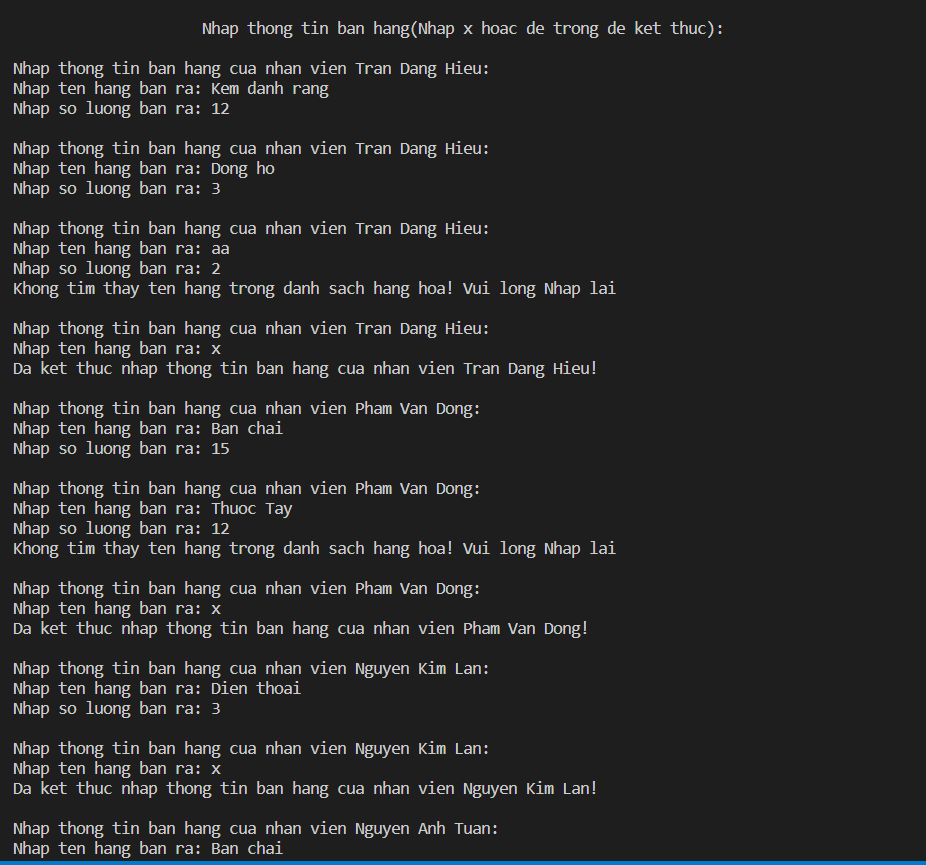 Nhap thong tin ban hang(Nhap x hoac de trong de ket thuc):
Nhap thong tin ban hang cua nhan vien Tran Dang Hieu:
Nhap ten hang ban ra: Kem danh rang
Nhap so luong ban ra: 12
Nhap thong tin ban hang cua nhan vien Tran Dang Hieu:
Nhap ten hang ban ra: Dong ho
Nhap so luong ban ra: 3
Nhap thong tin ban hang cua nhan vien Tran Dang Hieu:
Nhap ten hang ban ra: aa
Nhap so luong ban ra: 2
Khong tim thay ten hang trong danh sach hang hoa! Vui long Nhap lai
Nhap thong tin ban hang cua nhan vien Tran Dang Hieu:
Nhap ten hang ban ra: x
Da ket thuc nhap thong tin ban hang cua nhan vien Tran Dang Hieu!
Nhap thong tin ban hang cua nhan vien Pham Van Dong:
Nhap ten hang ban ra: Ban chai
Nhap so luong ban ra: 15
Nhap thong tin ban hang cua nhan vien Pham Van Dong:
Nhap ten hang ban ra: Thuoc Tay
Nhap so luong ban ra: 12
Khong tim thay ten hang trong danh sach hang hoa! Vui long Nhap lai
Nhap thong tin ban hang cua nhan vien Pham Van Dong:
Nhap ten hang ban ra: x
Da ket thuc nhap thong tin ban hang cua nhan vien Pham Van Dong!
Nhap thong tin ban hang cua nhan vien Nguyen Kim Lan:
Nhap ten hang ban ra: Dien thoai
Nhap so luong ban ra: 3
Nhap thong tin ban hang cua nhan vien Nguyen Kim Lan:
Nhap ten hang ban ra: x
Da ket thuc nhap thong tin ban hang cua nhan vien Nguyen Kim Lan!
Nhap thong tin ban hang cua nhan vien Nguyen Anh Tuan:
Nhap ten hang ban ra: Ban chai